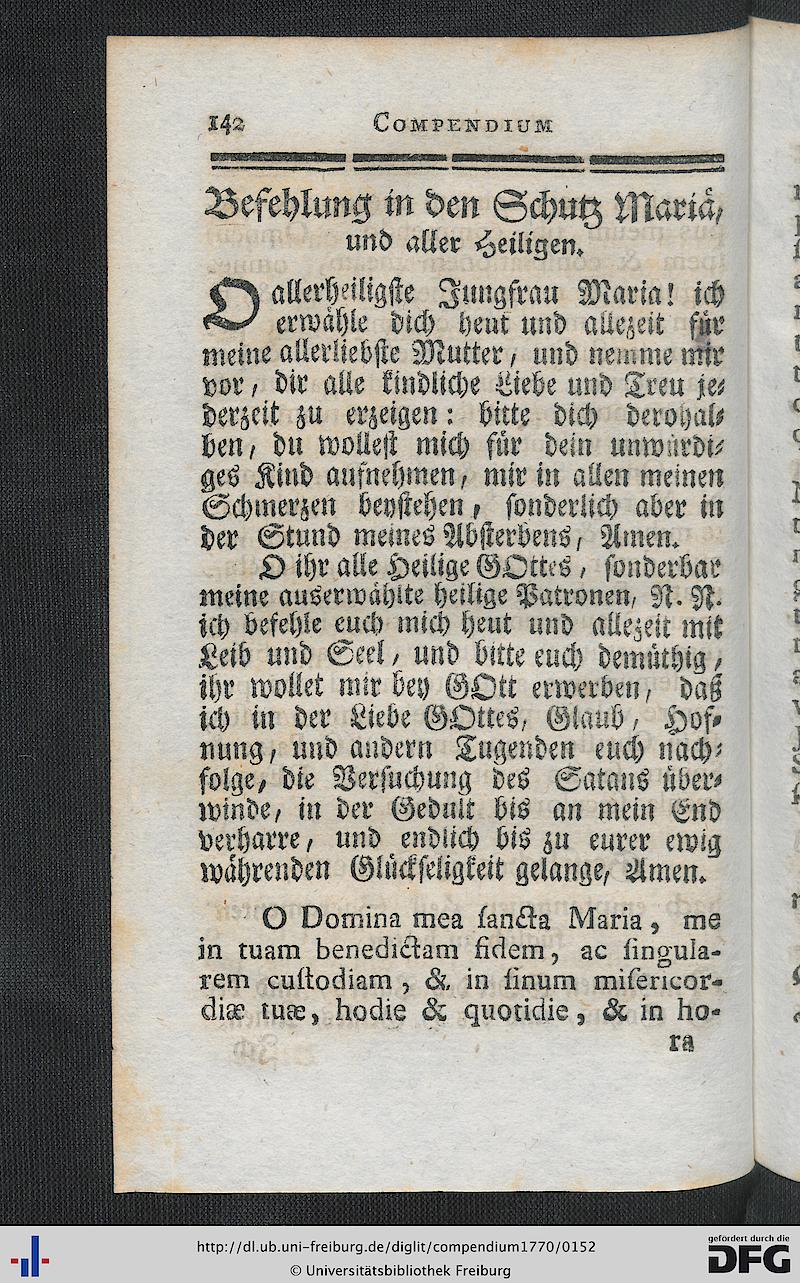 142 COMPENDIUM
Befehlung in den Schutz Mariä,
und aller Heiligen.
O allerheiligste Jungfrau Maria! ich
erwähle dich heut und allezeit für
meine allerliebste Mutter, und nemme mir
vor, dir alle kindliche Liebe und Treu je⸗
derzeit zu erzeigen: bitte dich derohal⸗
ben, du wollest mich für dein unwürdi⸗
ges Kind aufnehmen, mir in allen meinen
Schmerzen beystehen, sonderlich aber in
der Stund meines Absterbens, Amen.
O ihr alle Heilige GOttes, sonderbar
meine auserwählte heilige Patronen, N. N.
ich befehle euch mich heut und allezeit mit
Leib und Seel, und bitte euch demüthig,
ihr wollet mir bey GOtt erwerben, daß
ich in der Liebe GOttes, Glaub, Hof⸗
nung, und andern Tugenden euch nach⸗
folge, die Versuchung des Satans über⸗
winde, in der Gedult bis an mein End
verharre, und endlich bis zu eurer ewig
währenden Glückseligkeit gelange, Amen.
O Domina mea ſancta Maria, me
in tuam benedictam fidem, ac ſingula-
rem cuſtodiam, & in ſinum miſericor-
diæ tuæ, hodie & quotidie, & in ho-
ra
http://dl.ub.uni-freiburg.de/diglit/compendium1770/0152
© Universitätsbibliothek Freiburg
gefördert durch die
DFG